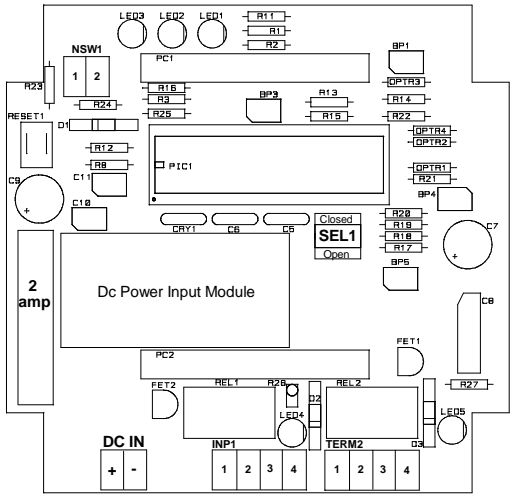 LED3 LED2 LED1
R11
R1
R2
NSW1
1 2
PC1
BP1
OPTR3
R23
R16
R3
R25
BP3
R13
R15
R14
R22
R24
RESET1
D1
OPTR4
OPTR2
R12
R8
PIC1
OPTR1
R21
C11
C9
+
BP4
C10
CRY1 C6 C5
Closed
SEL1
Open
R20
R19
R18
R17
C7
+
BP5
2
amp
Dc Power Input Module
C8
FET1
PC2
FET2
REL1
R26
REL2
R27
D2
LED4
LED5
D3
DC IN
+ -
INP1
1 2 3 4
TERM2
1 2 3 4